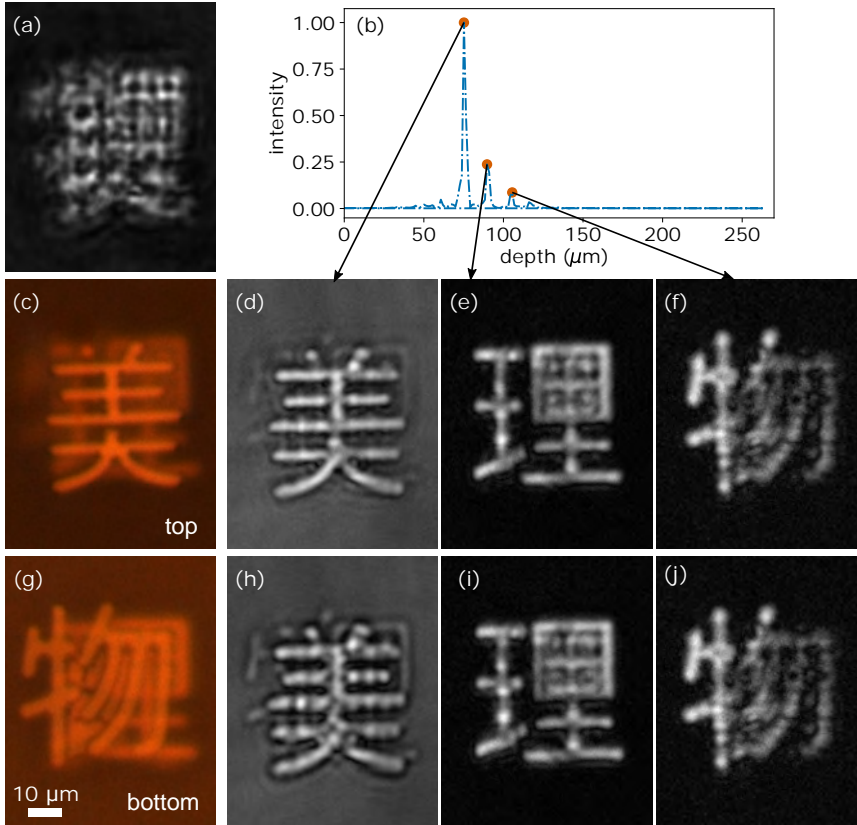 (a)
(b)
intensity
1.00
0.75
0.50
0.25
0.00
0 50 100 150 200 250
depth (μm)
(c)
美
top
(d)
美
(e)
理
(f)
物
(g)
物
10 μm
bottom
(h)
美
(i)
理
(j)
物